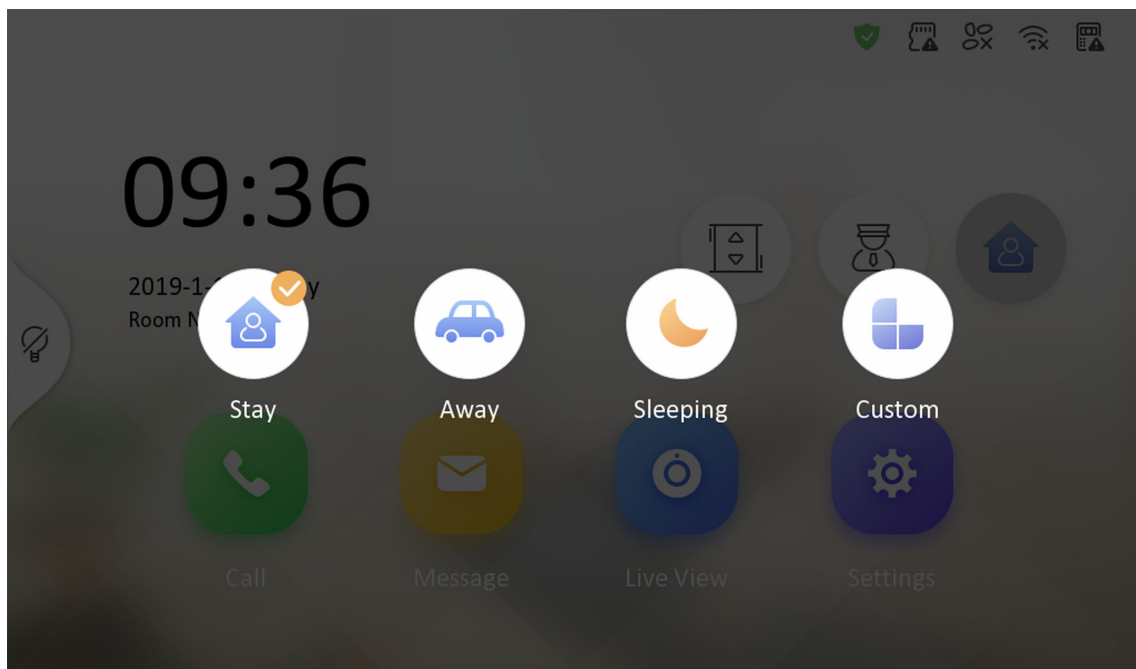 09:36
2019-1-
Room
Stay
Away
Sleeping
Custom
Call
Message
Live View
Settings